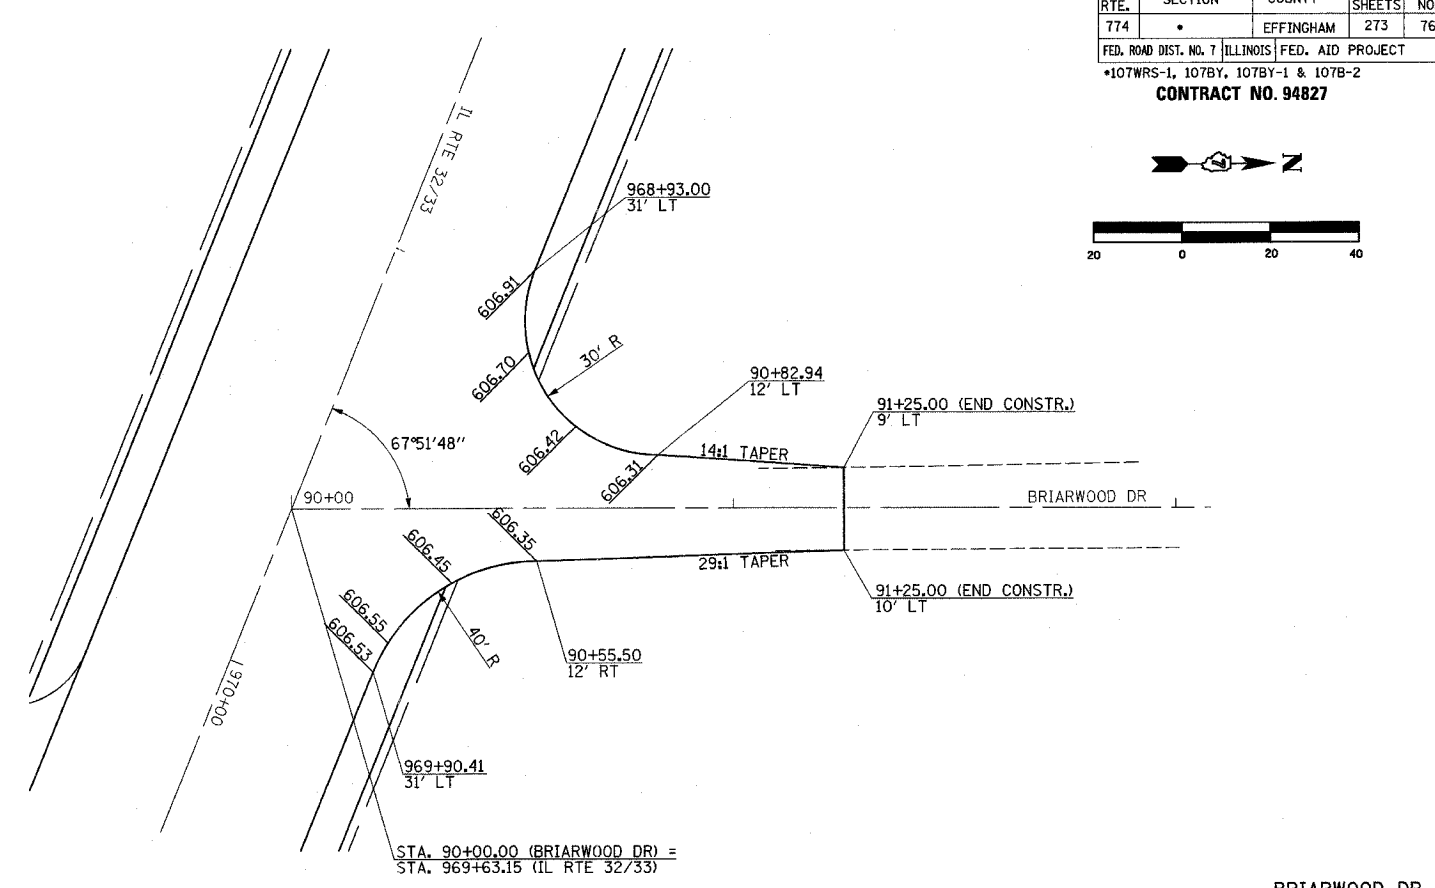 RTE. SECTION COUNTY SHEETS NO
774 * EFFINGHAM 273 76
FED. ROAD DIST. NO. 7 ILLINOIS FED. AID PROJECT
*107WRS-1, 107BY, 107BY-1 & 107B-2
CONTRACT NO. 94827
N
20 0 20 40
IL RTE 32/33
968+93.00
31' LT
606.91
606.70
30' R
606.42
606.31
90+82.94
12' LT
91+25.00 (END CONSTR.)
9' LT
67°51'48"
14:1 TAPER
90+00
BRIARWOOD DR
606.35
606.45
29:1 TAPER
606.55
606.53
40' R
91+25.00 (END CONSTR.)
10' LT
90+55.50
12' RT
970+00
969+90.41
31' LT
STA. 90+00.00 (BRIARWOOD DR) =
STA. 969+63.15 (IL RTE 32/33)
BRIARWOOD DR